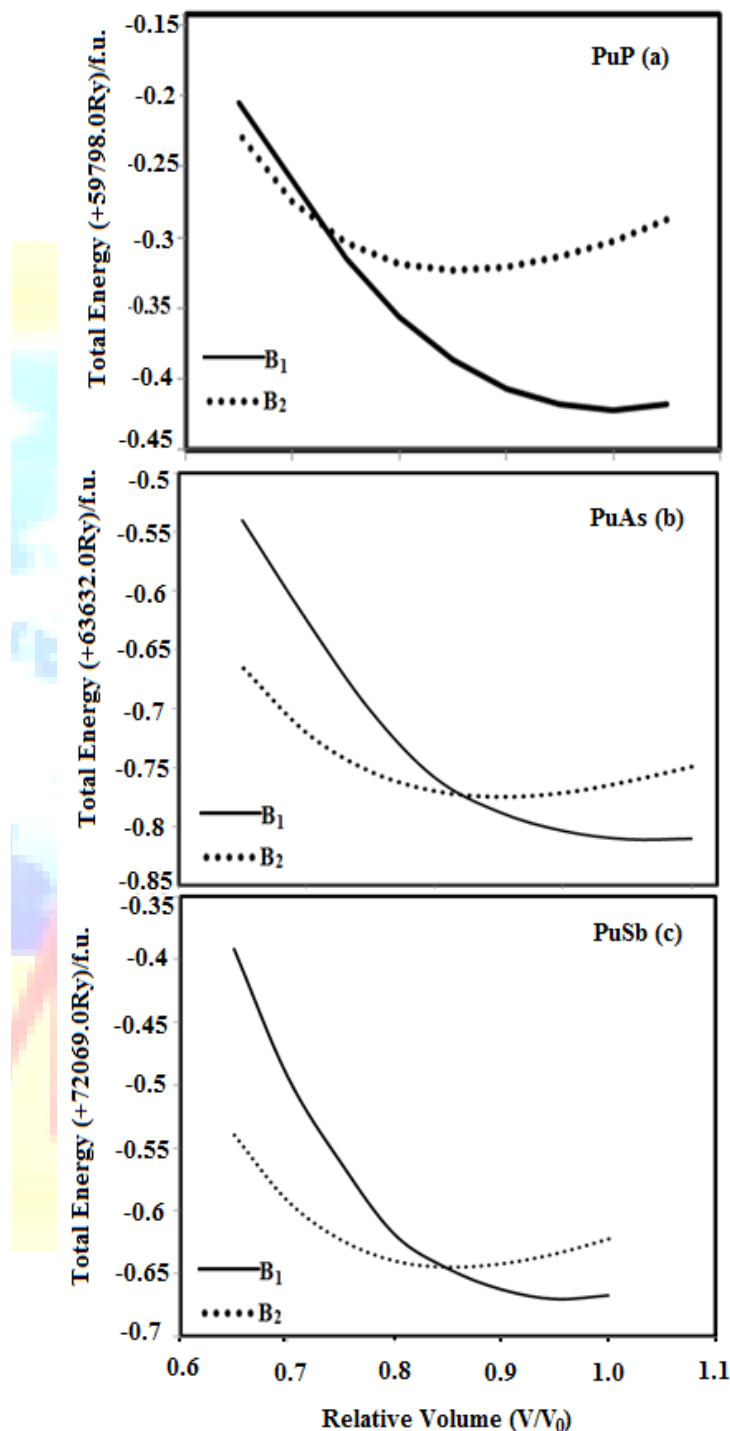 Total Energy (+59798.0Ry)/f.u.
-0.15
-0.2
-0.25
-0.3
-0.35
-0.4
-0.45
PuP (a)
B1
B2
Total Energy (+63632.0Ry)/f.u.
-0.5
-0.55
-0.6
-0.65
-0.7
-0.75
-0.8
-0.85
PuAs (b)
B1
B2
Total Energy (+72069.0Ry)/f.u.
-0.35
-0.4
-0.45
-0.5
-0.55
-0.6
-0.65
-0.7
PuSb (c)
B1
B2
0.6 0.7 0.8 0.9 1.0 1.1
Relative Volume (V/V0)